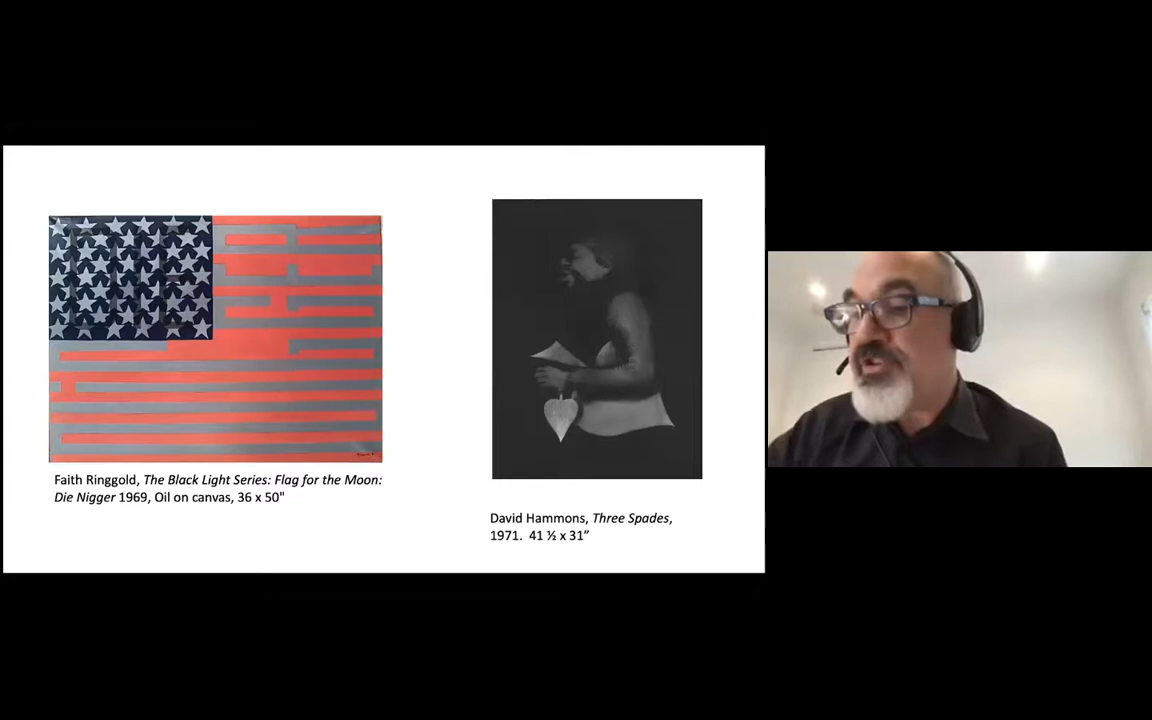 Faith Ringgold, The Black Light Series: Flag for the Moon:
Die Nigger 1969, Oil on canvas, 36 x 50"
David Hammons, Three Spades,
1971.  41 ½ x 31”